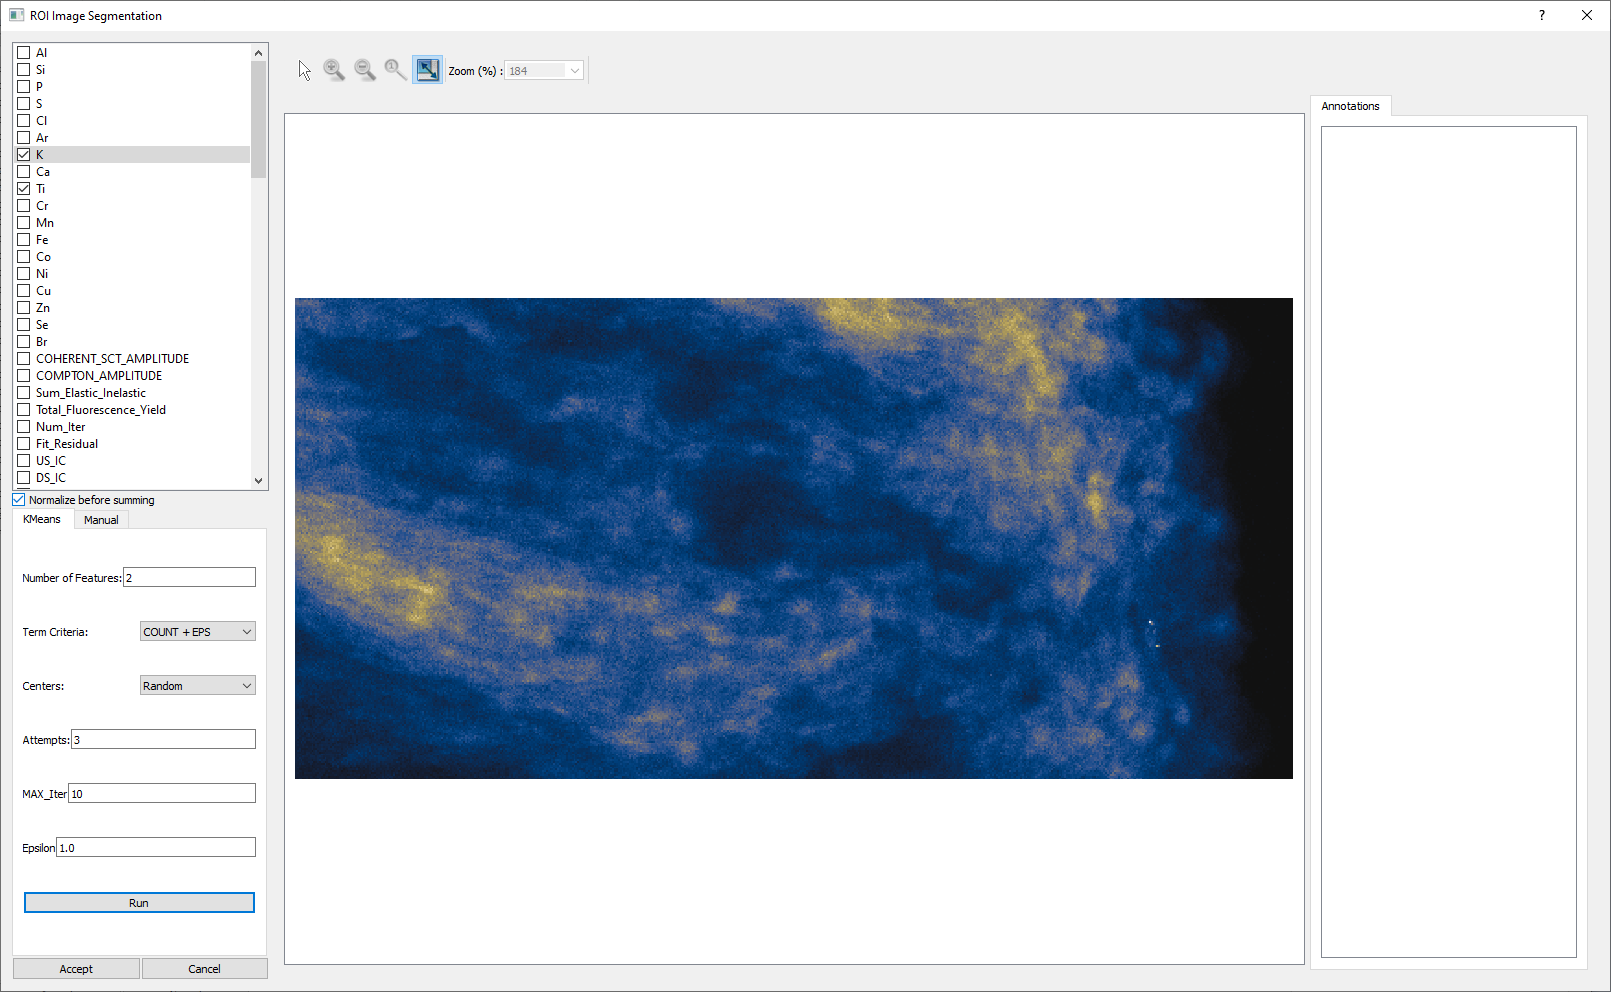 ROI Image Segmentation
?
Al
Si
P
S
Cl
Ar
K
Ca
Ti
Cr
Mn
Fe
Co
Ni
Cu
Zn
Se
Br
COHERENT_SCT_AMPLITUDE
COMPTON_AMPLITUDE
Sum_Elastic_Inelastic
Total_Fluorescence_Yield
Num_Iter
Fit_Residual
US_IC
DS_IC
Normalize before summing
KMeans Manual
Number of Features: 2
Term Criteria: COUNT + EPS
Centers: Random
Attempts: 3
MAX_Iter 10
Epsilon 1.0
Run
Accept Cancel
Zoom (%) : 184
Annotations